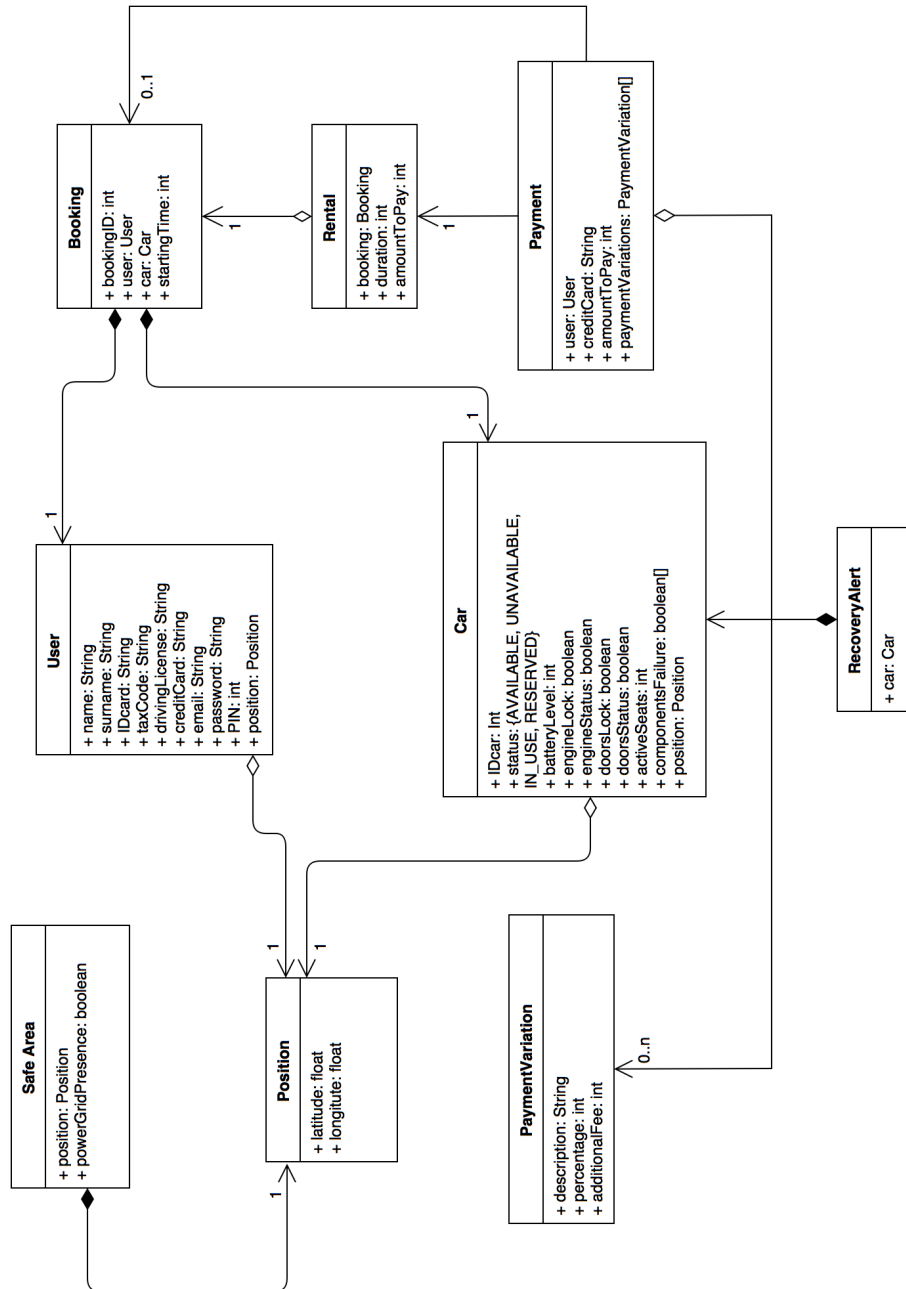 Safe Area
+ position: Position
+ powerGridPresence: boolean
User
+ name: String
+ surname: String
+ IDcard: String
+ taxCode: String
+ drivingLicense: String
+ creditCard: String
+ email: String
+ password: String
+ PIN: int
+ position: Position
1
Booking
+ bookingID: int
+ user: User
+ car: Car
+ startingTime: int
0..1
1
1
1
Position
+ latitude: float
+ longitute: float
1
Rental
+ booking: Booking
+ duration: int
+ amountToPay: int
1
Car
+ IDcar: Int
+ status: {AVAILABLE, UNAVAILABLE,
IN_USE, RESERVED}
+ batteryLevel: int
+ engineLock: boolean
+ engineStatus: boolean
+ doorsLock: boolean
+ doorsStatus: boolean
+ activeSeats: int
+ componentsFailure: boolean[]
+ position: Position
1
PaymentVariation
+ description: String
+ percentage: int
+ additionalFee: int
0..n
Payment
+ user: User
+ creditCard: String
+ amountToPay: int
+ paymentVariations: PaymentVariation[]
RecoveryAlert
+ car: Car